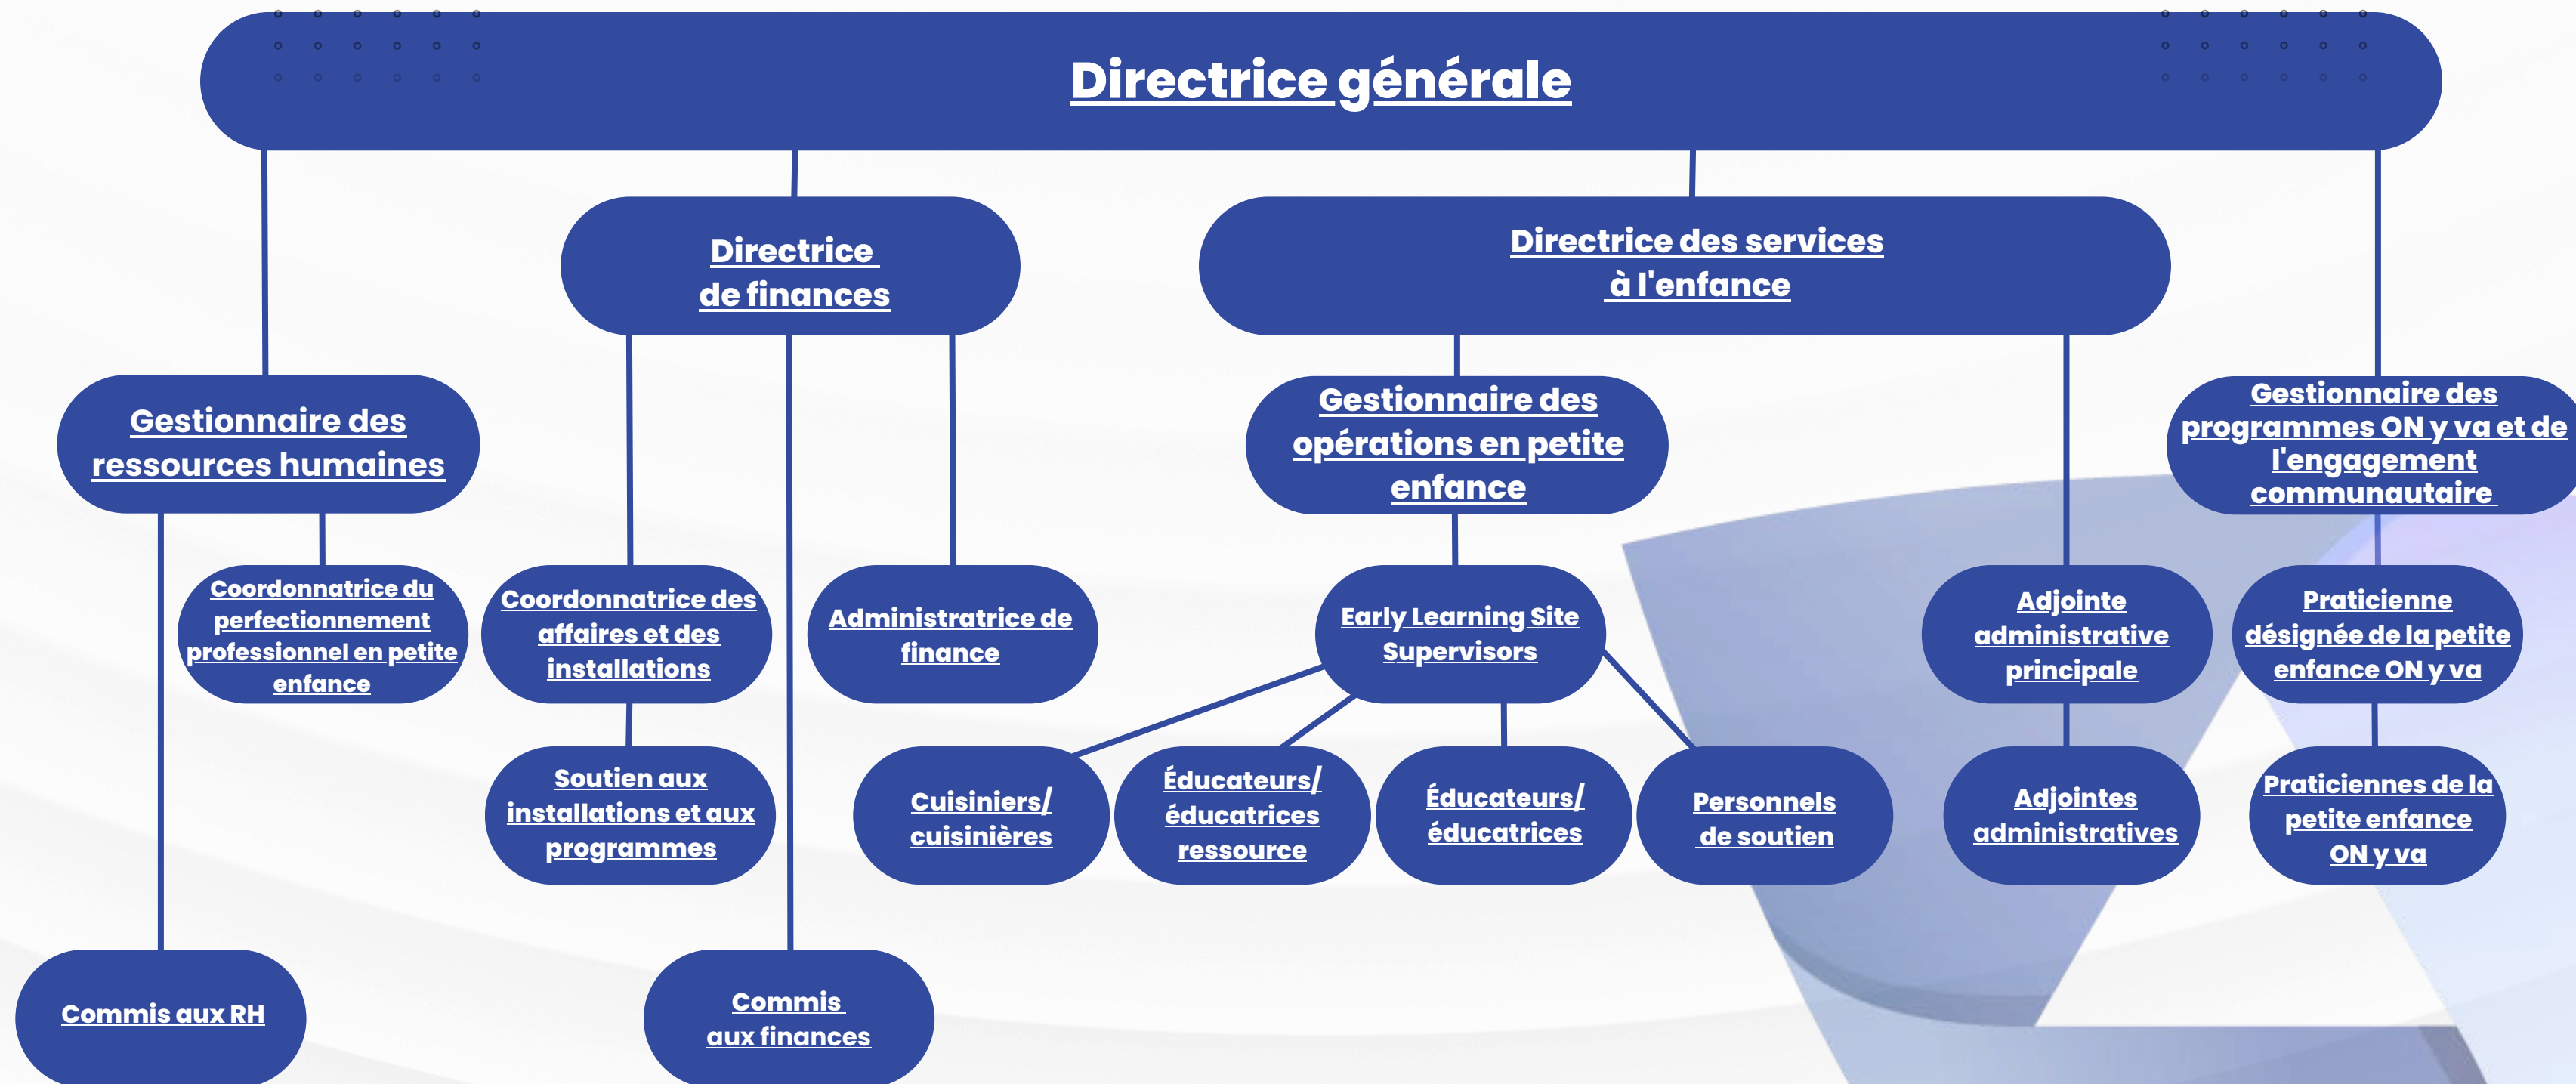 Directrice générale
Directrice
de finances
Directrice des services
à l'enfance
Gestionnaire des
ressources humaines
Gestionnaire des
opérations en petite
enfance
Gestionnaire des
programmes ON y va et de
l'engagement
communautaire
Coordonnatrice du
perfectionnement
professionnel en petite
enfance
Coordonnatrice des
affaires et des
installations
Administratrice de
finance
Early Learning Site
Supervisors
Adjointe
administrative
principale
Praticienne
désignée de la petite
enfance ON y va
Soutien aux
installations et aux
programmes
Cuisiniers/
cuisinières
Éducateurs/
éducatrices
ressource
Éducateurs/
éducatrices
Personnels
de soutien
Adjointes
administratives
Praticiennes de la
petite enfance
ON y va
Commis aux RH
Commis
aux finances